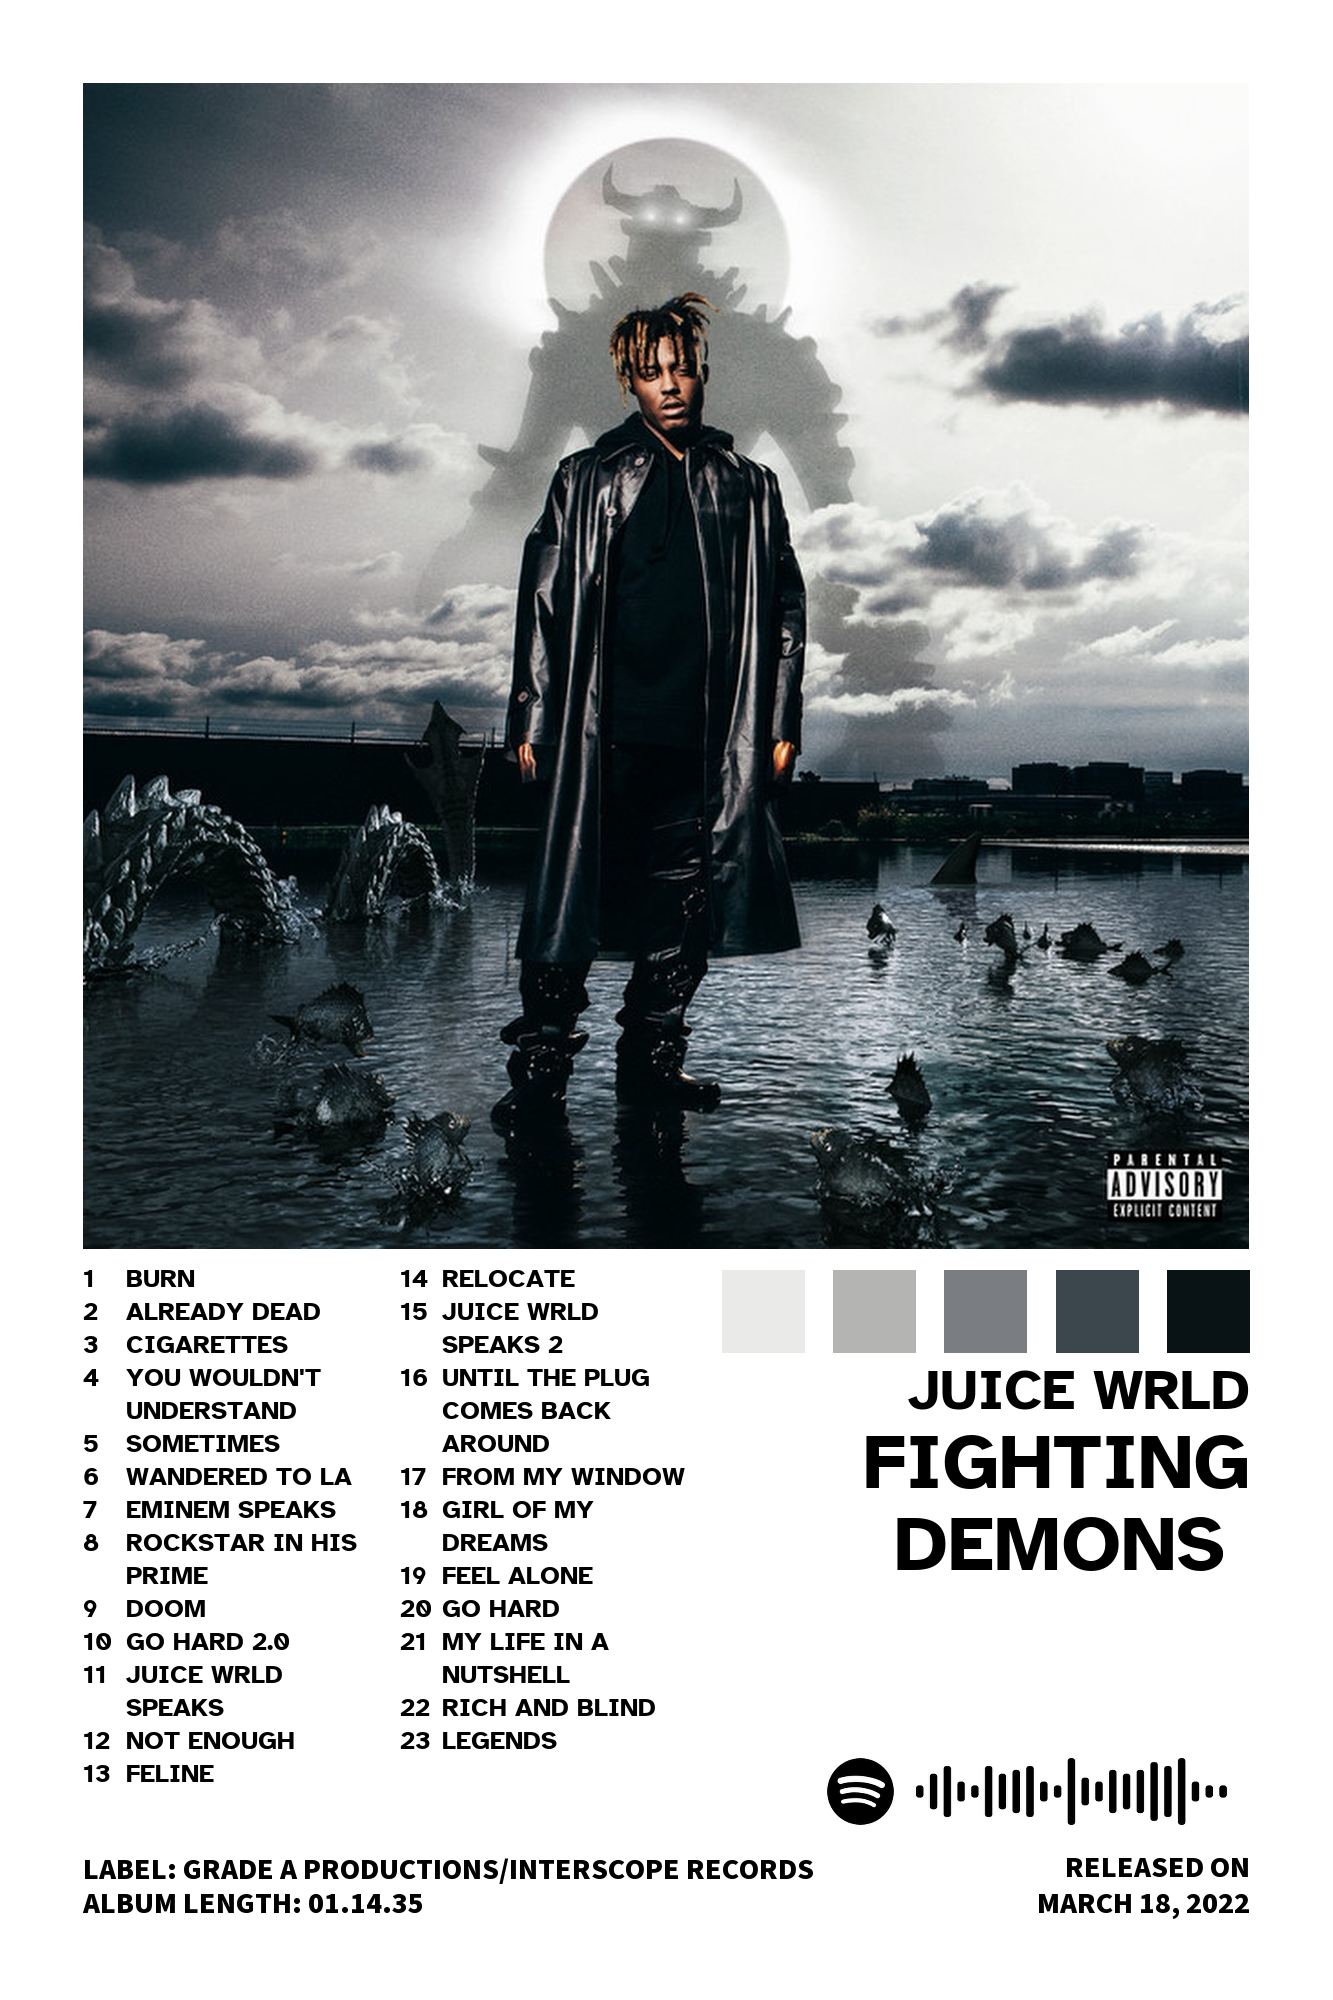 PARENTAL
ADVISORY
EXPLICIT CONTENT
1 BURN
2 ALREADY DEAD
3 CIGARETTES
4 YOU WOULDN'T
UNDERSTAND
5 SOMETIMES
6 WANDERED TO LA
7 EMINEM SPEAKS
8 ROCKSTAR IN HIS
PRIME
9 DOOM
10 GO HARD 2.0
11 JUICE WRLD
SPEAKS
12 NOT ENOUGH
13 FELINE
14 RELOCATE
15 JUICE WRLD
SPEAKS 2
16 UNTIL THE PLUG
COMES BACK
AROUND
17 FROM MY WINDOW
18 GIRL OF MY
DREAMS
19 FEEL ALONE
20 GO HARD
21 MY LIFE IN A
NUTSHELL
22 RICH AND BLIND
23 LEGENDS
JUICE WRLD
FIGHTING
DEMONS
LABEL: GRADE A PRODUCTIONS/INTERSCOPE RECORDS
ALBUM LENGTH: 01.14.35
RELEASED ON
MARCH 18, 2022